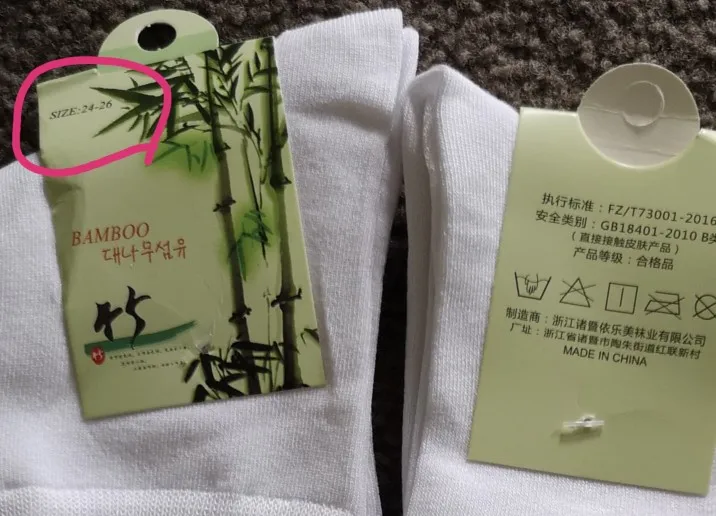 SIZE:24-26
BAMBOO
대나무섬유
竹
竹
执行标准：FZ/T73001-2016
安全类别：GB18401-2010 B类
（直接接触皮肤产品）
产品等级：合格品
制造商：浙江诸暨依乐美袜业有限公司
厂址：浙江省诸暨市陶朱街道红联新村
MADE IN CHINA